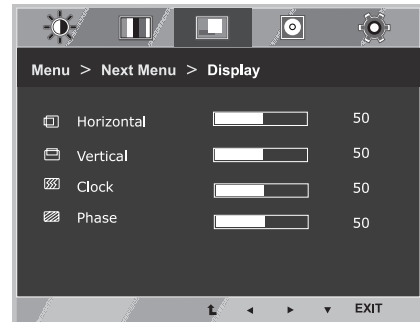 Menu > Next Menu > Display
Horizontal 50
Vertical 50
Clock 50
Phase 50
EXIT